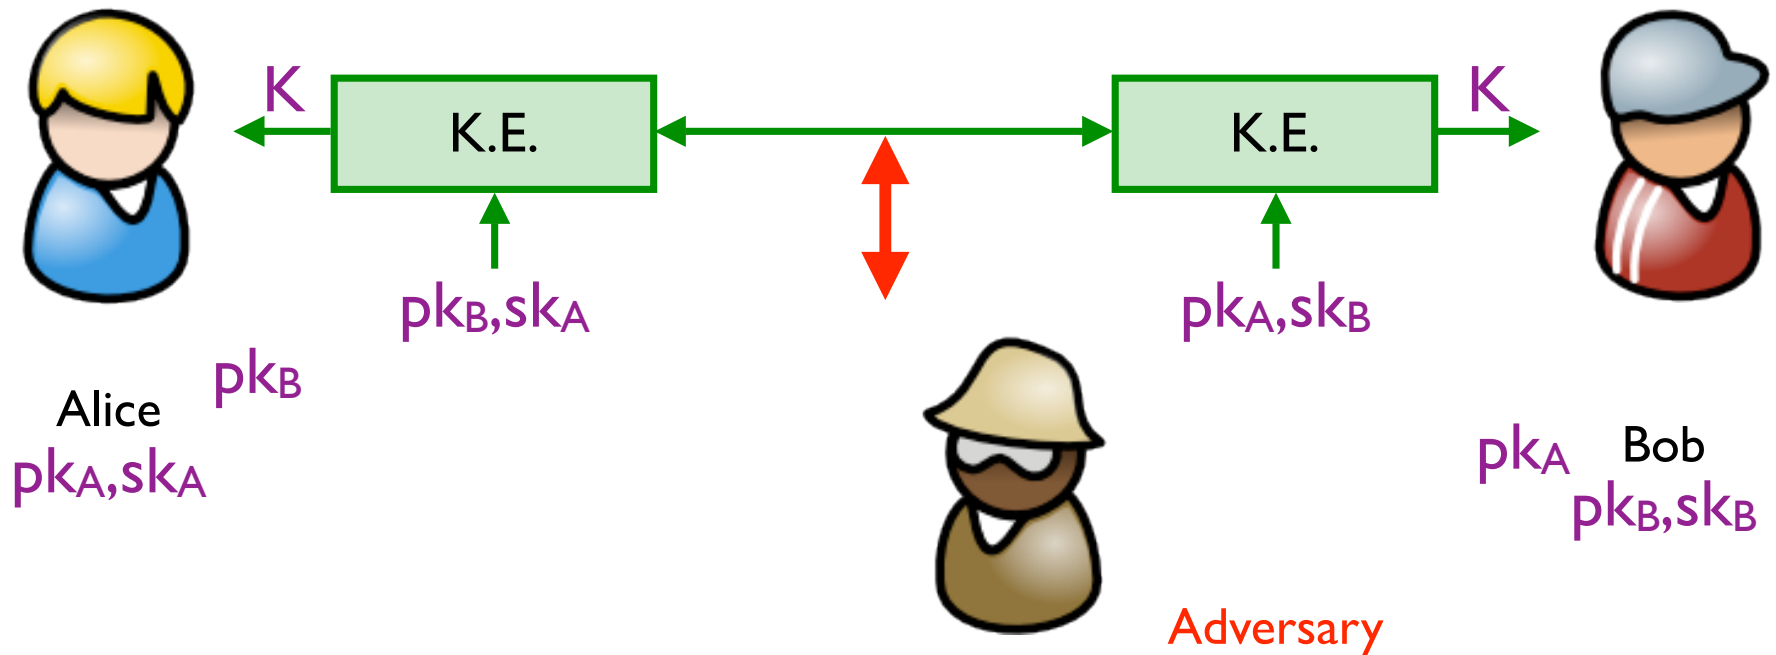 K
K.E.
K.E.
K
pkB,skA
pkA,skB
pkB
Alice
pkA,skA
pkA
Bob
pkB,skB
Adversary